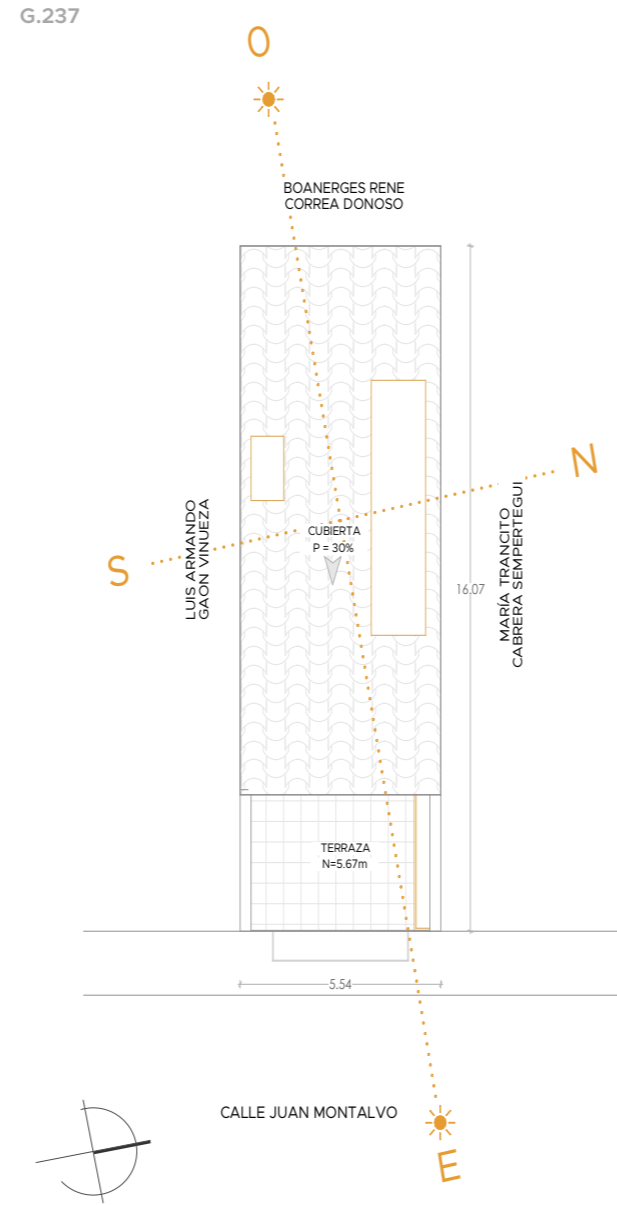 G.237
O
BOANERGES RENE
CORREA DONOSO
N
CUBIERTA
P = 30%
S
LUIS ARMANDO
GAON VINUEZA
16.07
MARÍA TRANCITO
CABRERA SEMPERTEGUI
TERRAZA
N=5.67m
5.54
CALLE JUAN MONTALVO
E